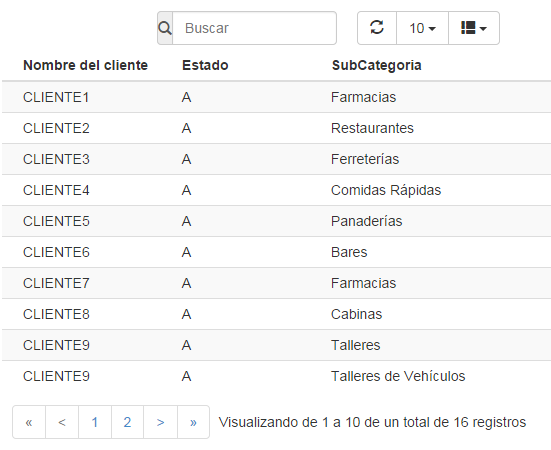 Buscar 10
Nombre del cliente Estado SubCategoría
CLIENTE1 A Farmacias
CLIENTE2 A Restaurantes
CLIENTE3 A Ferreterías
CLIENTE4 A Comidas Rápidas
CLIENTE5 A Panaderías
CLIENTE6 A Bares
CLIENTE7 A Farmacias
CLIENTE8 A Cabinas
CLIENTE9 A Talleres
CLIENTE9 A Talleres de Vehículos
« < 1 2 > » Visualizando de 1 a 10 de un total de 16 registros